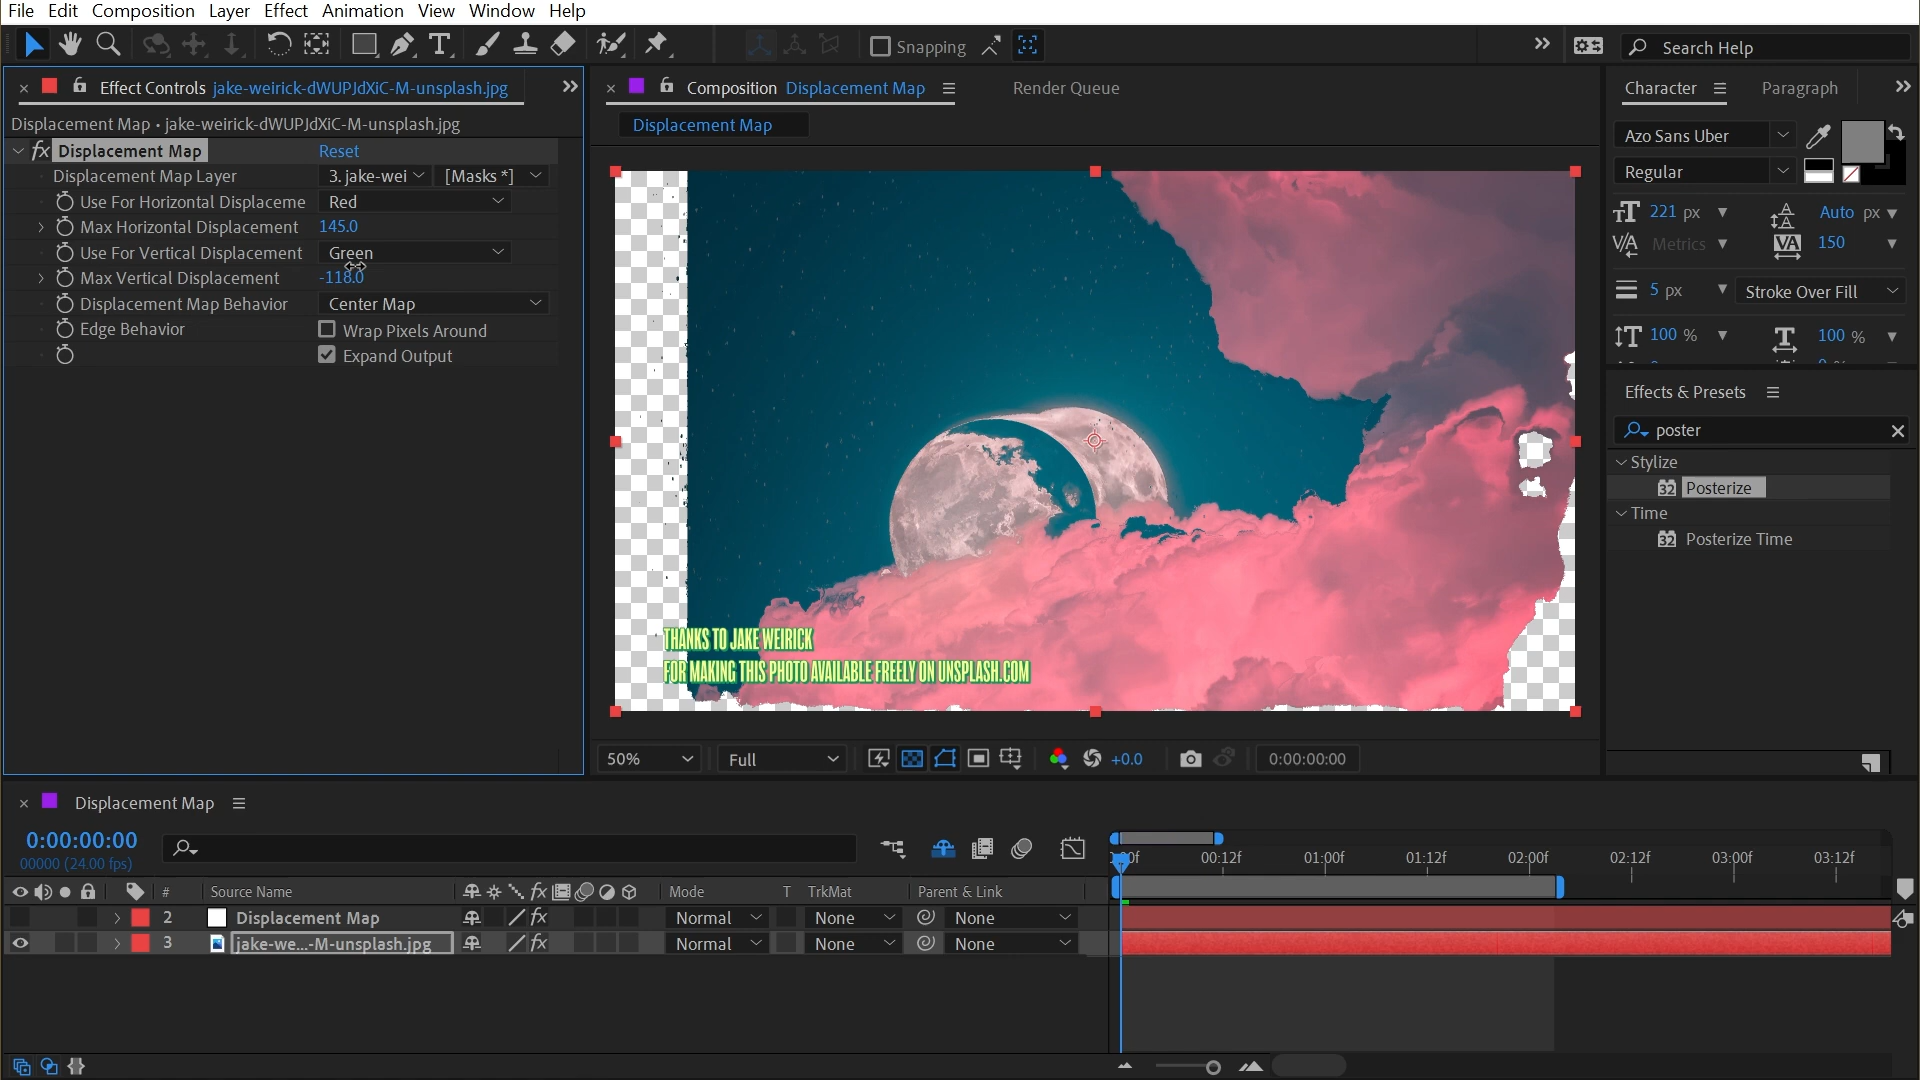 File Edit Composition Layer Effect Animation View Window Help
Snapping
Search Help
Effect Controls jake-weirick-dWUPJdXiC-M-unsplash.jpg
Displacement Map • jake-weirick-dWUPJdXiC-M-unsplash.jpg
fx Displacement Map Reset
Displacement Map Layer 3. jake-wei [Masks *]
Use For Horizontal Displaceme Red
Max Horizontal Displacement 145.0
Use For Vertical Displacement Green
Max Vertical Displacement -118.0
Displacement Map Behavior Center Map
Edge Behavior Wrap Pixels Around
Expand Output
Composition Displacement Map
Render Queue
Displacement Map
THANKS TO JAKE WEIRICK
FOR MAKING THIS PHOTO AVAILABLE FREELY ON UNSPLASH.COM
50% Full +0.0 0:00:00:00
Character Paragraph
Azo Sans Uber
Regular
221 px Auto px
Metrics 150
5 px Stroke Over Fill
100 % 100 %
Effects & Presets
poster
Stylize
32 Posterize
Time
32 Posterize Time
Displacement Map
0:00:00:00
00000 (24.00 fps)
# Source Name fx Mode T TrkMat Parent & Link
2 Displacement Map fx Normal None None
3 jake-we...-M-unsplash.jpg fx Normal None None
00:12f 01:00f 01:12f 02:00f 02:12f 03:00f 03:12f